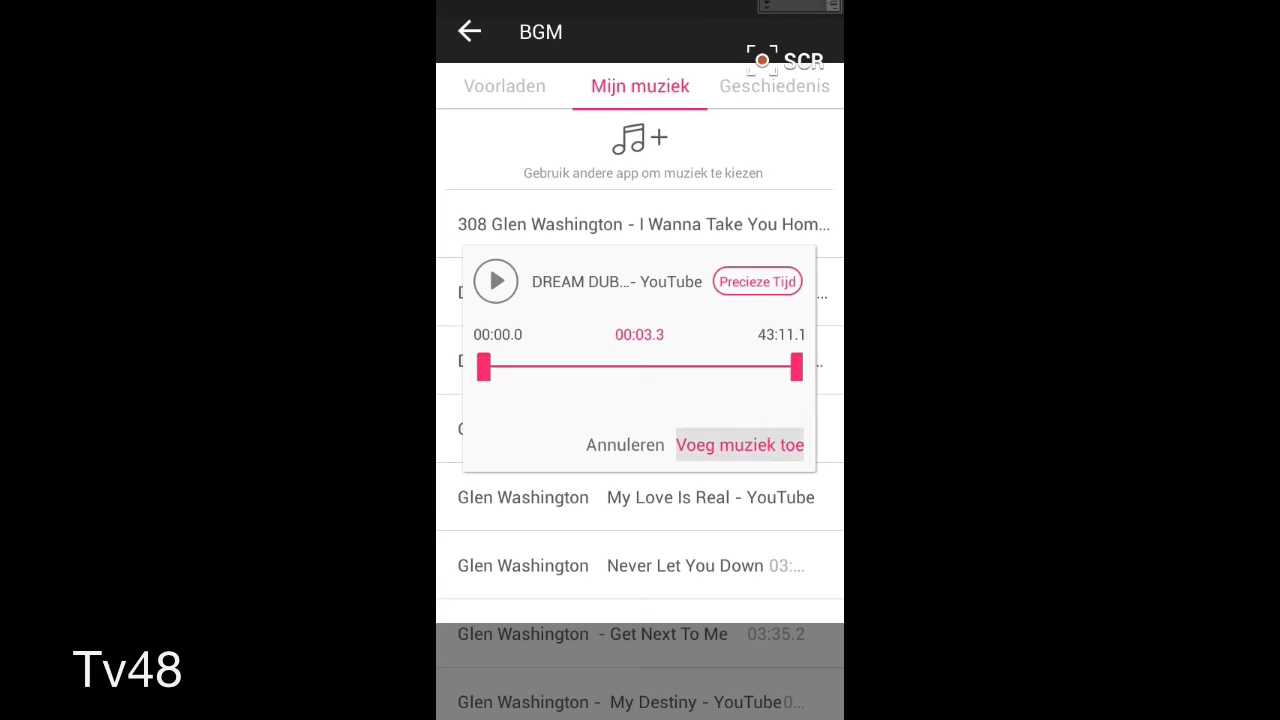 BGM
SCR
Voorladen Mijn muziek Geschiedenis
Gebruik andere app om muziek te kiezen
308 Glen Washington - I Wanna Take You Hom...
DREAM DUB...- YouTube Precieze Tijd
00:00.0 00:03.3 43:11.1
Annuleren Voeg muziek toe
Glen Washington My Love Is Real - YouTube
Glen Washington Never Let You Down 03:...
Glen Washington - Get Next To Me 03:35.2
Glen Washington - My Destiny - YouTube0...
Tv48